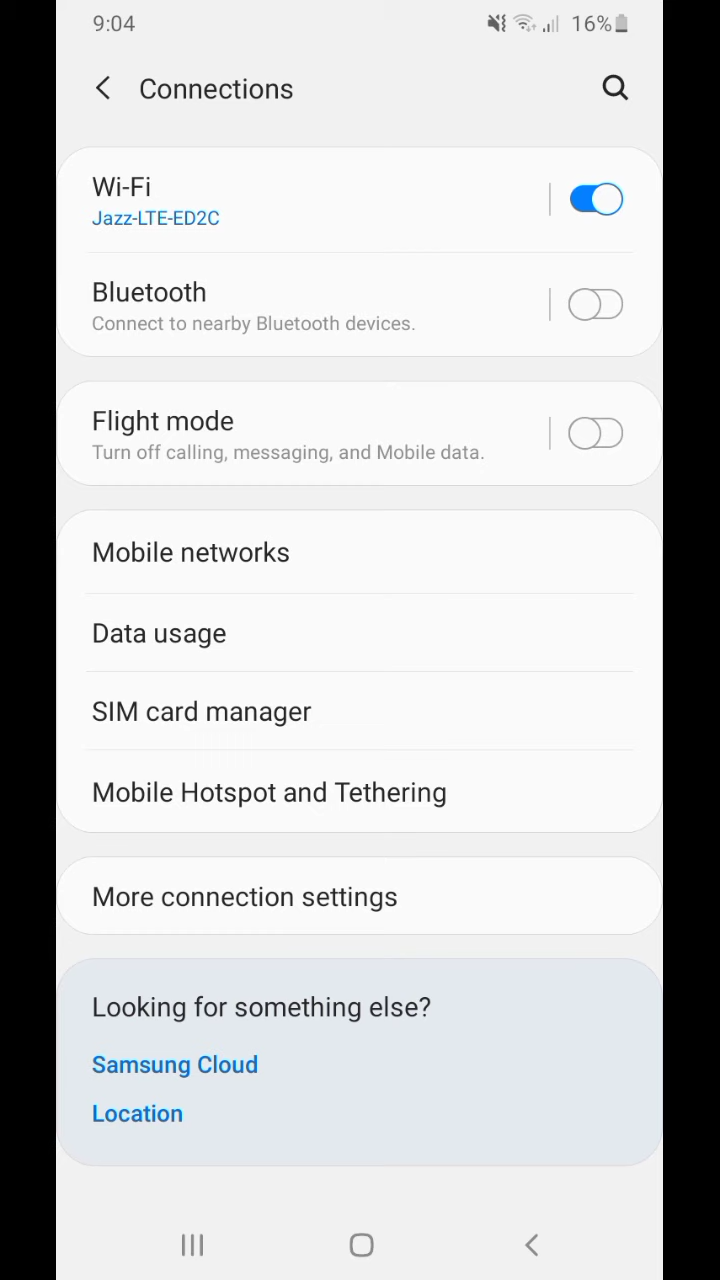 9:04 16%
Connections
Wi-Fi
Jazz-LTE-ED2C
Bluetooth
Connect to nearby Bluetooth devices.
Flight mode
Turn off calling, messaging, and Mobile data.
Mobile networks
Data usage
SIM card manager
Mobile Hotspot and Tethering
More connection settings
Looking for something else?
Samsung Cloud
Location